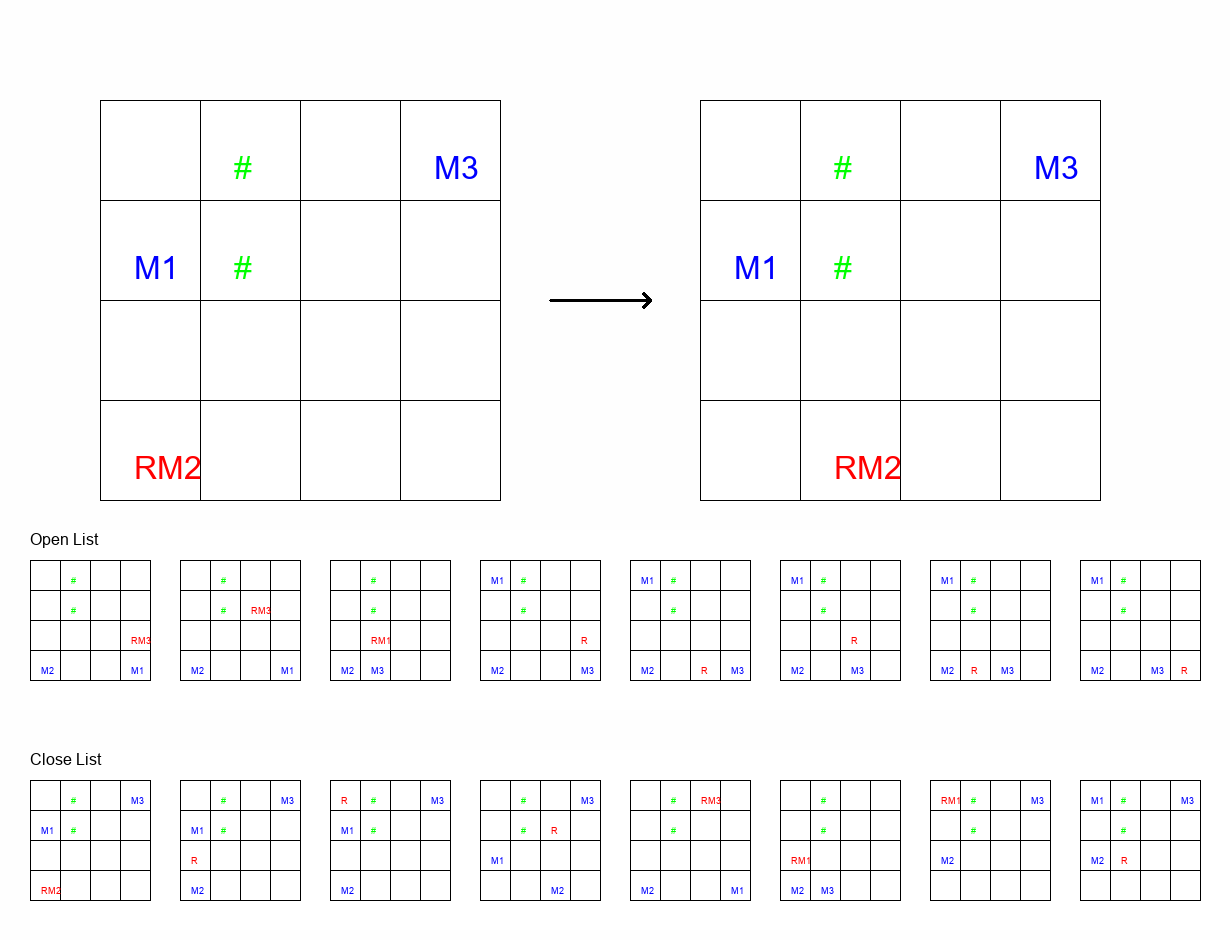 # M3 # M3
M1 # M1 #
RM2 RM2
Open List
# # # M1 # M1 # M1 # M1 # M1 #
# # RM3 # # # # # #
RM3 RM1 R R
M2 M1 M2 M1 M2 M3 M2 M3 M2 R M3 M2 M3 M2 R M3 M2 M3 R
Close List
# M3 # M3 R # M3 # M3 # RM3 # RM1 # M3 M1 # M3
M1 # M1 # M1 # # R # # # #
R M1 RM1 M2 M2 R
RM2 M2 M2 M2 M2 M1 M2 M3